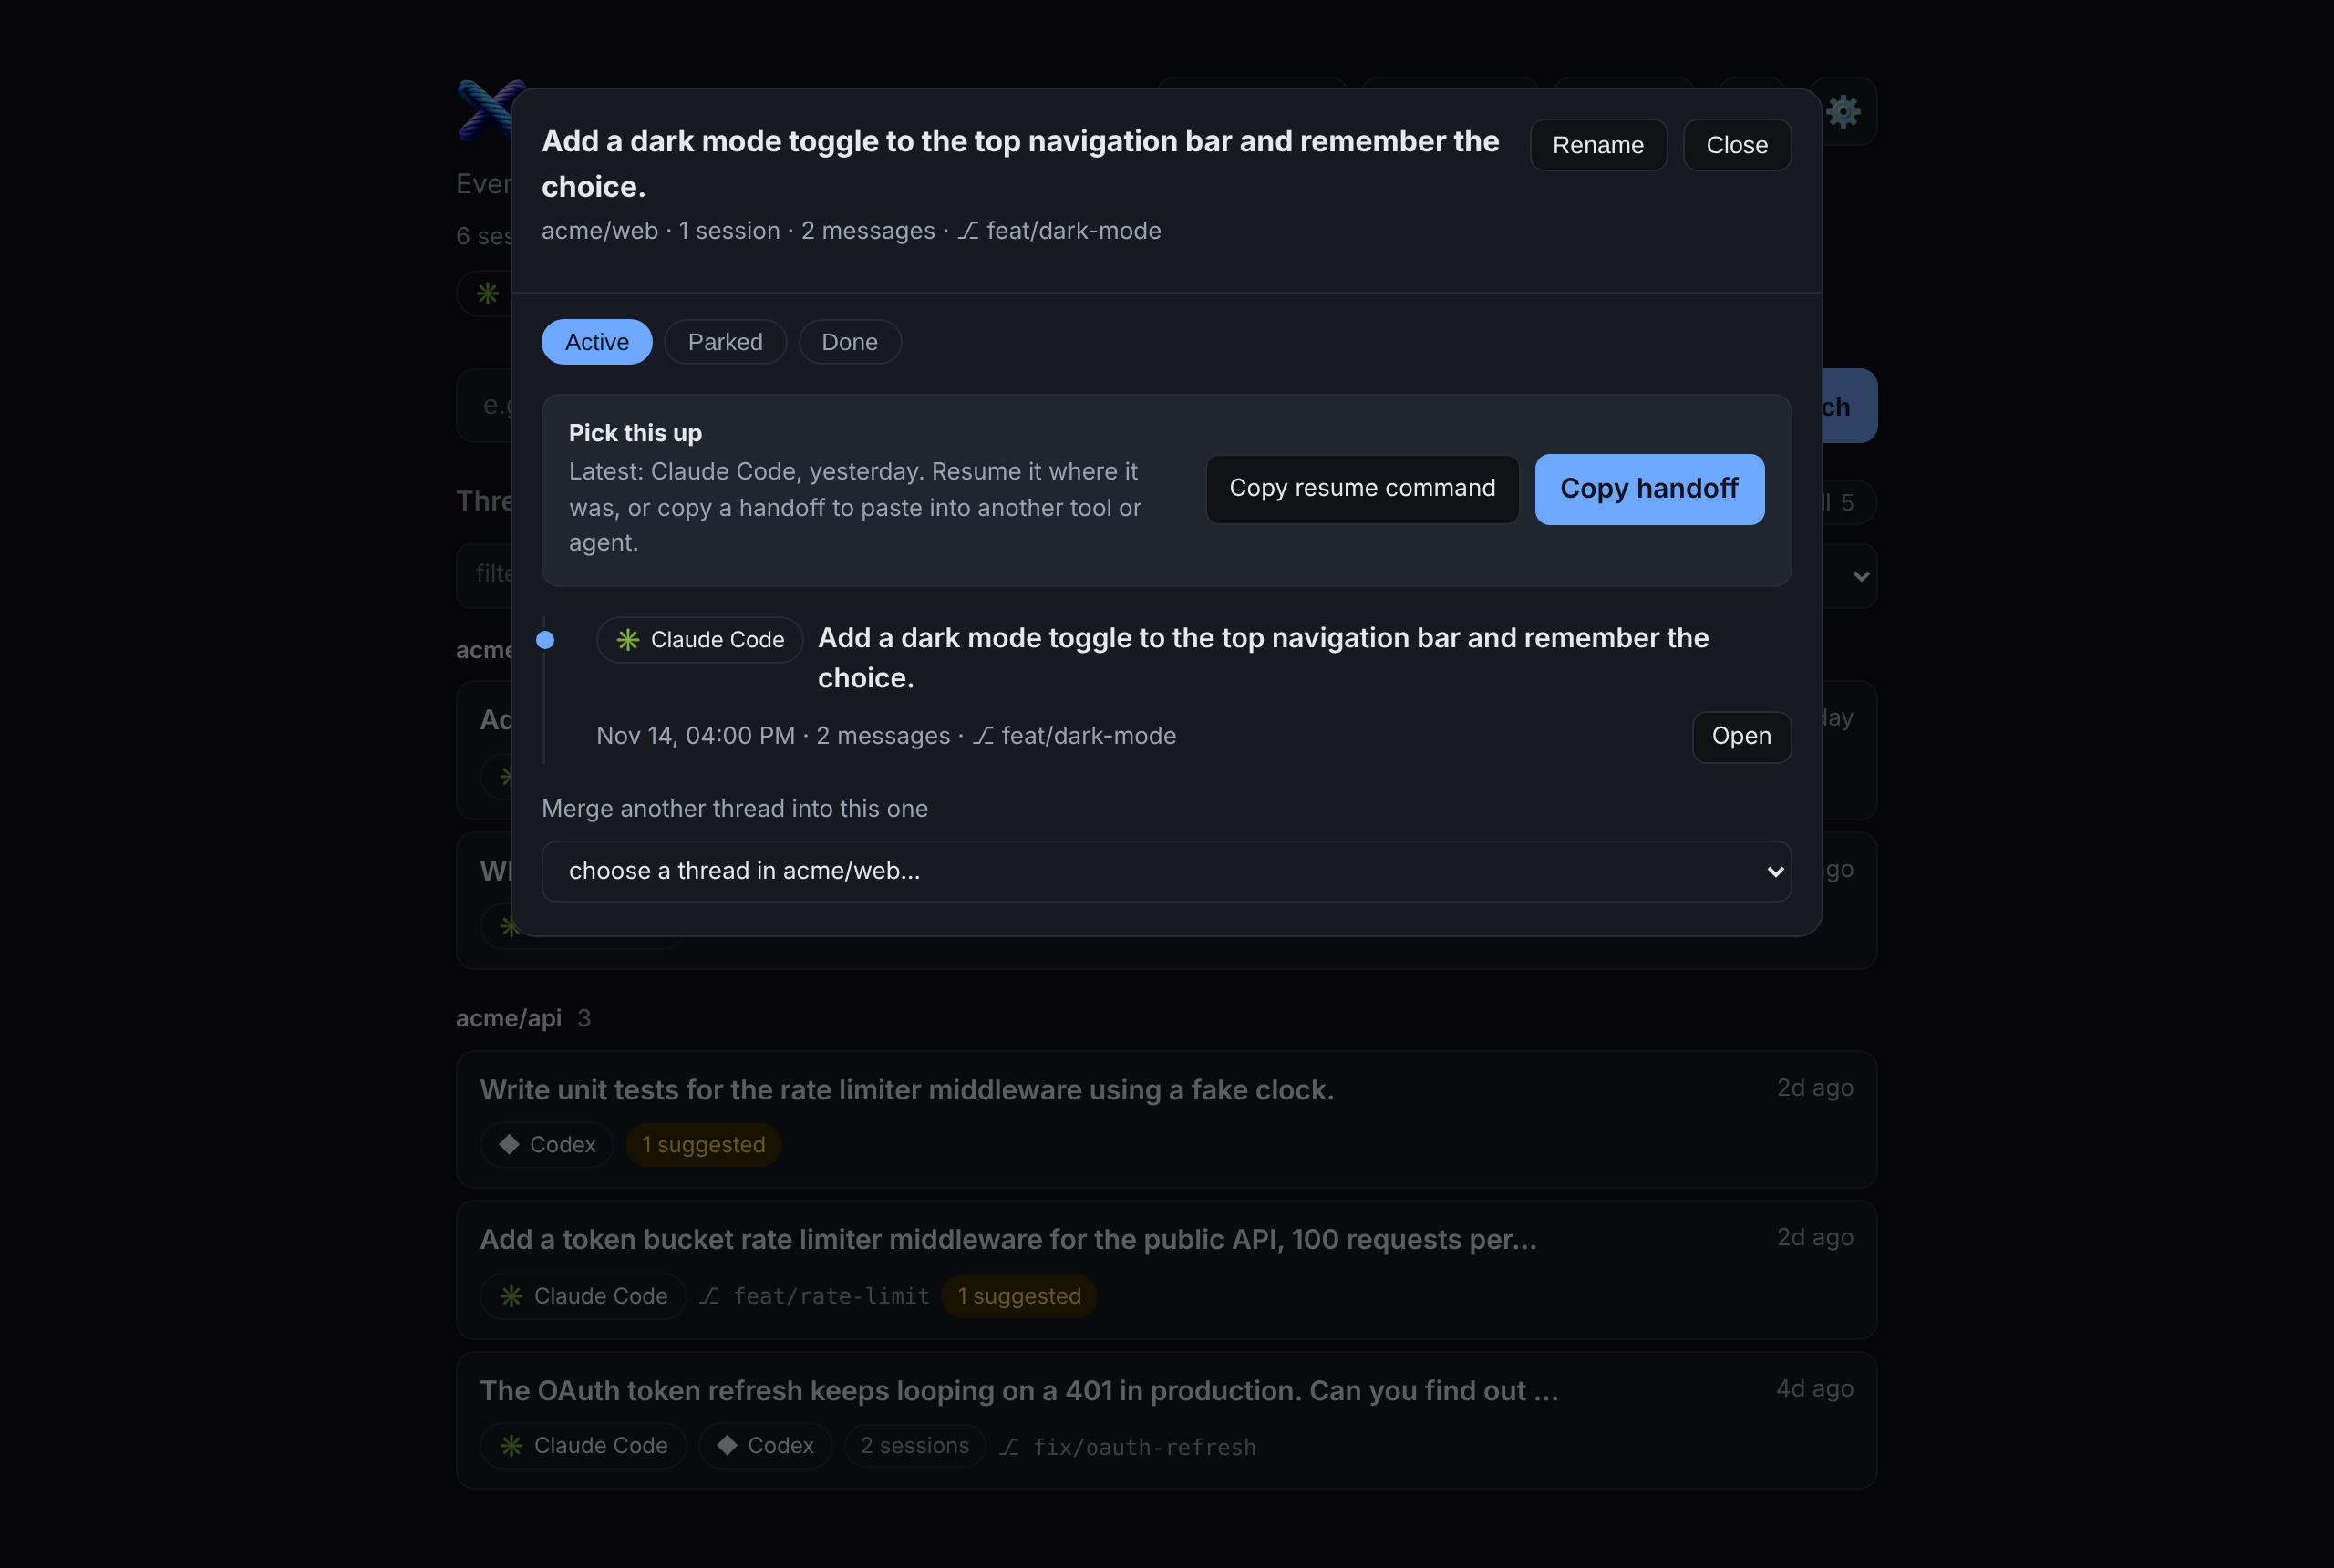 Add a dark mode toggle to the top navigation bar and remember the
choice.
Rename
Close
acme/web · 1 session · 2 messages · ⌥ feat/dark-mode
Active
Parked
Done
Pick this up
Latest: Claude Code, yesterday. Resume it where it
was, or copy a handoff to paste into another tool or
agent.
Copy resume command
Copy handoff
✳ Claude Code
Add a dark mode toggle to the top navigation bar and remember the
choice.
Nov 14, 04:00 PM · 2 messages · ⌥ feat/dark-mode
Open
Merge another thread into this one
choose a thread in acme/web...
acme/api 3
Write unit tests for the rate limiter middleware using a fake clock.
2d ago
◆ Codex
1 suggested
Add a token bucket rate limiter middleware for the public API, 100 requests per...
2d ago
✳ Claude Code
⌥ feat/rate-limit
1 suggested
The OAuth token refresh keeps looping on a 401 in production. Can you find out ...
4d ago
✳ Claude Code
◆ Codex
2 sessions
⌥ fix/oauth-refresh